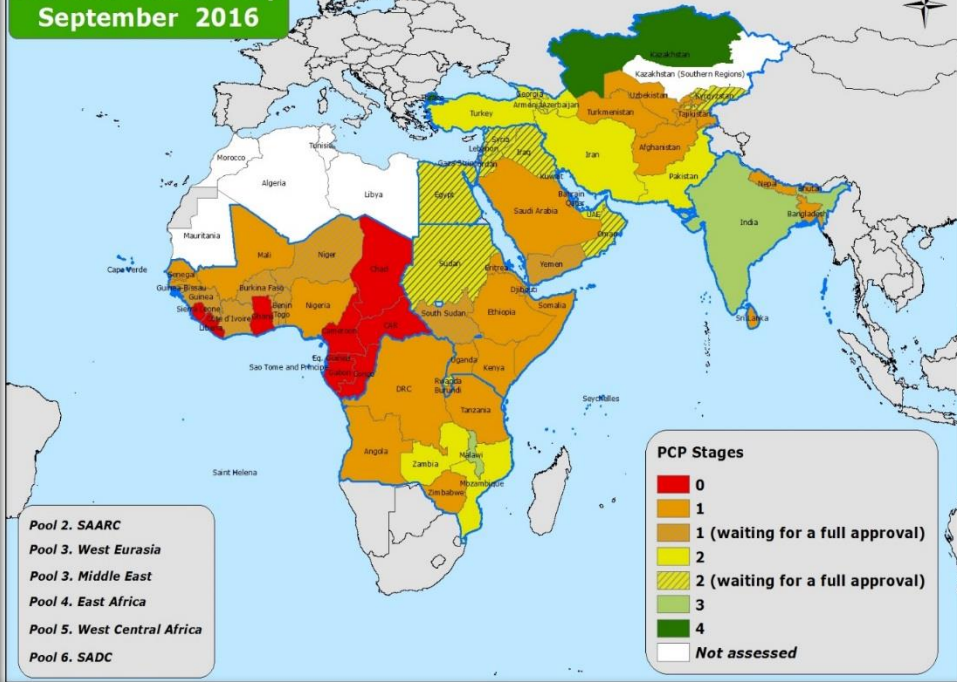 September 2016
Kazakhstan
Kazakhstan (Southern Regions)
Georgia
Uzbekistan
Kyrgyzstan
Turkey
Turkmenistan
Tunisia
Syria
Afghanistan
Lebanon
Iraq
Iran
Morocco
Pakistan
Kuwait
Nepal
Bhutan
Algeria
Libya
Egypt
Bahrain
Qatar
Saudi Arabia
UAE
India
Bangladesh
Mauritania
Oman
Mali
Niger
Cape Verde
Chad
Sudan
Eritrea
Yemen
Senegal
Burkina Faso
Guinea-Bissau
Guinea
Djibouti
Benin
Nigeria
Somalia
Sierra Leone
Ghana
Togo
South Sudan
Ethiopia
Sri Lanka
Liberia
Cameroon
CAR
Eq. Guinea
Uganda
Sao Tome and Principe
Gabon
Congo
Kenya
DRC
Rwanda
Burundi
Seychelles
Tanzania
Angola
Malawi
Zambia
Saint Helena
Mozambique
Zimbabwe
Pool 2. SAARC
Pool 3. West Eurasia
Pool 3. Middle East
Pool 4. East Africa
Pool 5. West Central Africa
Pool 6. SADC
PCP Stages
0
1
1 (waiting for a full approval)
2
2 (waiting for a full approval)
3
4
Not assessed